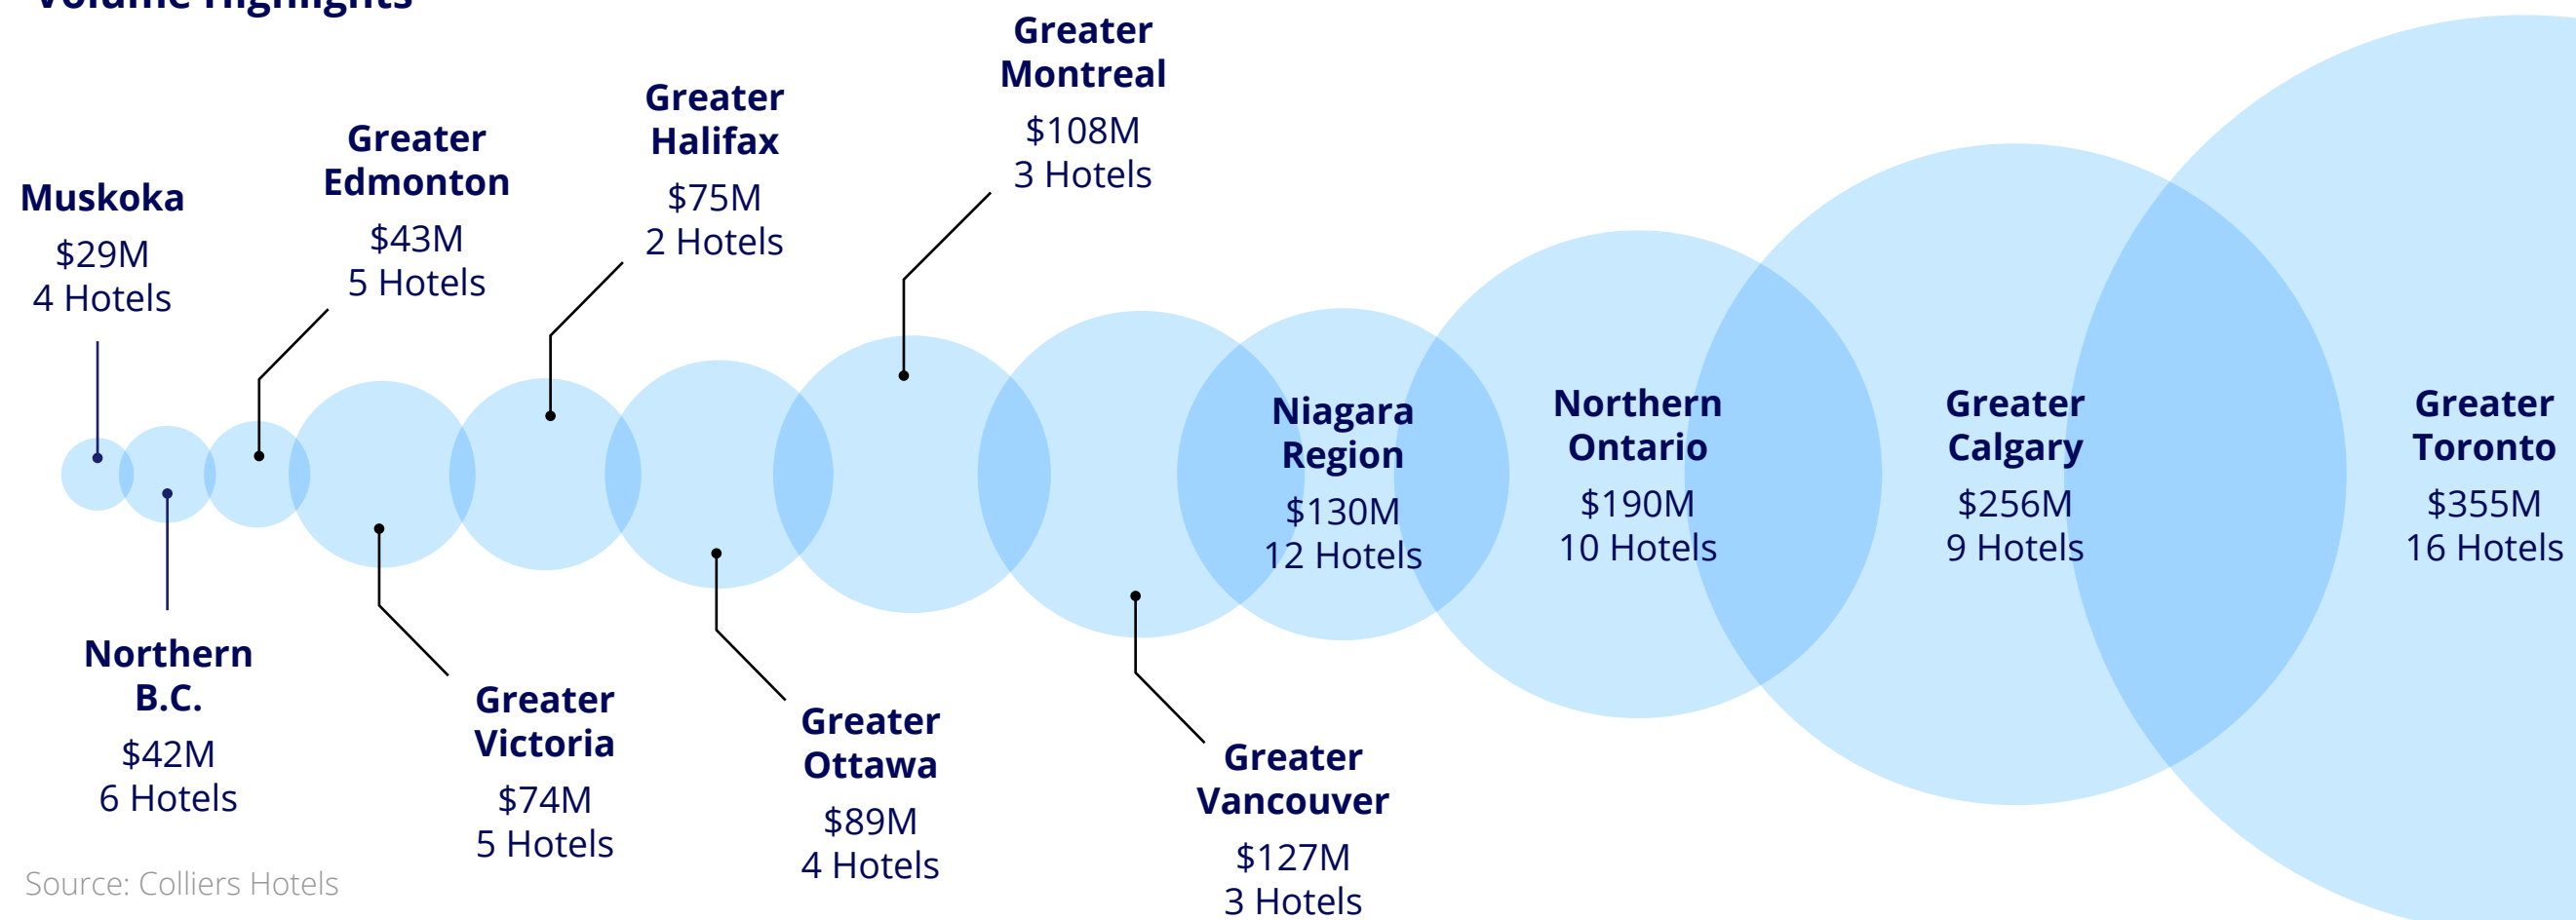 Volume Highlights
Muskoka
$29M
4 Hotels
Northern
B.C.
$42M
6 Hotels
Greater
Edmonton
$43M
5 Hotels
Greater
Victoria
$74M
5 Hotels
Greater
Halifax
$75M
2 Hotels
Greater
Ottawa
$89M
4 Hotels
Greater
Montreal
$108M
3 Hotels
Greater
Vancouver
$127M
3 Hotels
Niagara
Region
$130M
12 Hotels
Northern
Ontario
$190M
10 Hotels
Greater
Calgary
$256M
9 Hotels
Greater
Toronto
$355M
16 Hotels
Source: Colliers Hotels